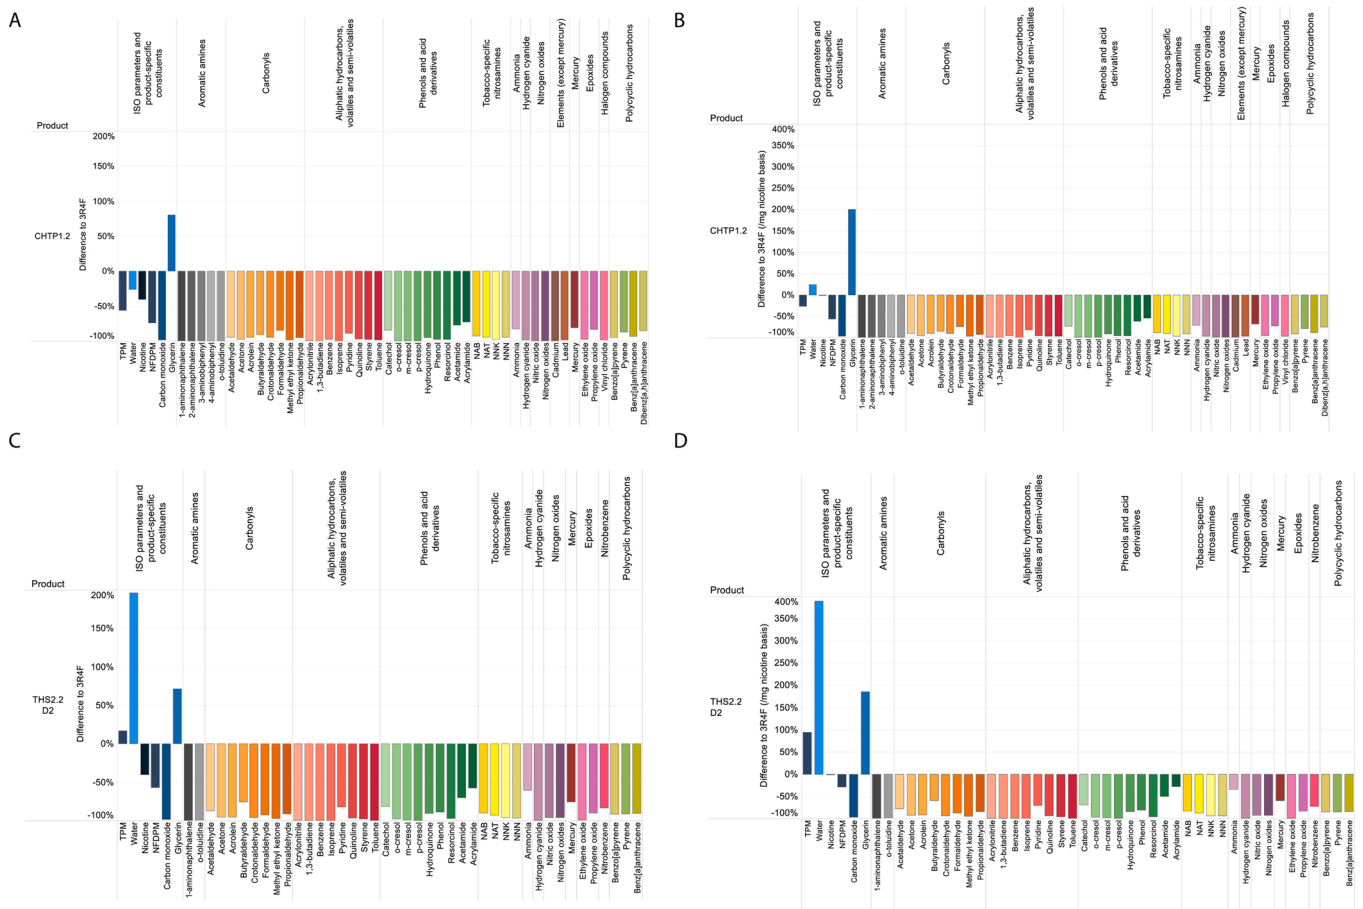 A
ISO parameters and
product-specific
constituents
Aromatic amines
Carbonyls
Aliphatic hydrocarbons,
volatiles and semi-volatiles
Phenols and acid
derivatives
Tobacco-specific
nitrosamines
Ammonia
Hydrogen cyanide
Nitrogen oxides
Elements (except mercury)
Mercury
Epoxides
Halogen compounds
Polycyclic hydrocarbons
Product
CHTP1.2
Difference to 3R4F
200%
150%
100%
50%
0%
-50%
-100%
TPM
Water
Nicotine
NFDPM
Carbon monoxide
Glycerin
1-aminonaphthalene
2-aminonaphthalene
3-aminobiphenyl
4-aminobiphenyl
o-toluidine
Acetaldehyde
Acetone
Acrolein
Butyraldehyde
Crotonaldehyde
Formaldehyde
Methyl ethyl ketone
Propionaldehyde
Acrylonitrile
1,3-butadiene
Benzene
Isoprene
Pyridine
Quinoline
Styrene
Toluene
Catechol
o-cresol
m-cresol
p-cresol
Hydroquinone
Phenol
Resorcinol
Acetamide
Acrylamide
NAB
NAT
NNK
NNN
Ammonia
Hydrogen cyanide
Nitric oxide
Nitrogen oxides
Cadmium
Lead
Mercury
Ethylene oxide
Propylene oxide
Vinyl chloride
Benzo[a]pyrene
Pyrene
Benz[a]anthracene
Dibenz[a,h]anthracene
B
ISO parameters and
product-specific
constituents
Aromatic amines
Carbonyls
Aliphatic hydrocarbons,
volatiles and semi-volatiles
Phenols and acid
derivatives
Tobacco-specific
nitrosamines
Ammonia
Hydrogen cyanide
Nitrogen oxides
Elements (except mercury)
Mercury
Epoxides
Halogen compounds
Polycyclic hydrocarbons
Product
CHTP1.2
Difference to 3R4F (/mg nicotine basis)
400%
350%
300%
250%
200%
150%
100%
50%
0%
-50%
-100%
TPM
Water
Nicotine
NFDPM
Carbon monoxide
Glycerin
1-aminonaphthalene
2-aminonaphthalene
3-aminobiphenyl
4-aminobiphenyl
o-toluidine
Acetaldehyde
Acetone
Acrolein
Butyraldehyde
Crotonaldehyde
Formaldehyde
Methyl ethyl ketone
Propionaldehyde
Acrylonitrile
1,3-butadiene
Benzene
Isoprene
Pyridine
Quinoline
Styrene
Toluene
Catechol
o-cresol
m-cresol
p-cresol
Hydroquinone
Phenol
Resorcinol
Acetamide
Acrylamide
NAB
NAT
NNK
NNN
Ammonia
Hydrogen cyanide
Nitric oxide
Nitrogen oxides
Cadmium
Lead
Mercury
Ethylene oxide
Propylene oxide
Vinyl chloride
Benzo[a]pyrene
Pyrene
Benz[a]anthracene
Dibenz[a,h]anthracene
C
ISO parameters and
product-specific
constituents
Aromatic amines
Carbonyls
Aliphatic hydrocarbons,
volatiles and semi-volatiles
Phenols and acid
derivatives
Tobacco-specific
nitrosamines
Ammonia
Hydrogen cyanide
Nitrogen oxides
Mercury
Epoxides
Nitrobenzene
Polycyclic hydrocarbons
Product
THS2.2
D2
Difference to 3R4F
200%
150%
100%
50%
0%
-50%
-100%
TPM
Water
Nicotine
NFDPM
Carbon monoxide
Glycerin
1-aminonaphthalene
o-toluidine
Acetaldehyde
Acetone
Acrolein
Butyraldehyde
Crotonaldehyde
Formaldehyde
Methyl ethyl ketone
Propionaldehyde
Acrylonitrile
1,3-butadiene
Benzene
Isoprene
Pyridine
Quinoline
Styrene
Toluene
Catechol
o-cresol
m-cresol
p-cresol
Hydroquinone
Phenol
Resorcinol
Acetamide
Acrylamide
NAB
NAT
NNK
NNN
Ammonia
Hydrogen cyanide
Nitric oxide
Nitrogen oxides
Mercury
Ethylene oxide
Propylene oxide
Nitrobenzene
Benzo[a]pyrene
Pyrene
Benz[a]anthracene
D
ISO parameters and
product-specific
constituents
Aromatic amines
Carbonyls
Aliphatic hydrocarbons,
volatiles and semi-volatiles
Phenols and acid
derivatives
Tobacco-specific
nitrosamines
Ammonia
Hydrogen cyanide
Nitrogen oxides
Mercury
Epoxides
Nitrobenzene
Polycyclic hydrocarbons
Product
THS2.2
D2
Difference to 3R4F (/mg nicotine basis)
400%
350%
300%
250%
200%
150%
100%
50%
0%
-50%
-100%
TPM
Water
Nicotine
NFDPM
Carbon monoxide
Glycerin
1-aminonaphthalene
o-toluidine
Acetaldehyde
Acetone
Acrolein
Butyraldehyde
Crotonaldehyde
Formaldehyde
Methyl ethyl ketone
Propionaldehyde
Acrylonitrile
1,3-butadiene
Benzene
Isoprene
Pyridine
Quinoline
Styrene
Toluene
Catechol
o-cresol
m-cresol
p-cresol
Hydroquinone
Phenol
Resorcinol
Acetamide
Acrylamide
NAB
NAT
NNK
NNN
Ammonia
Hydrogen cyanide
Nitric oxide
Nitrogen oxides
Mercury
Ethylene oxide
Propylene oxide
Nitrobenzene
Benzo[a]pyrene
Pyrene
Benz[a]anthracene